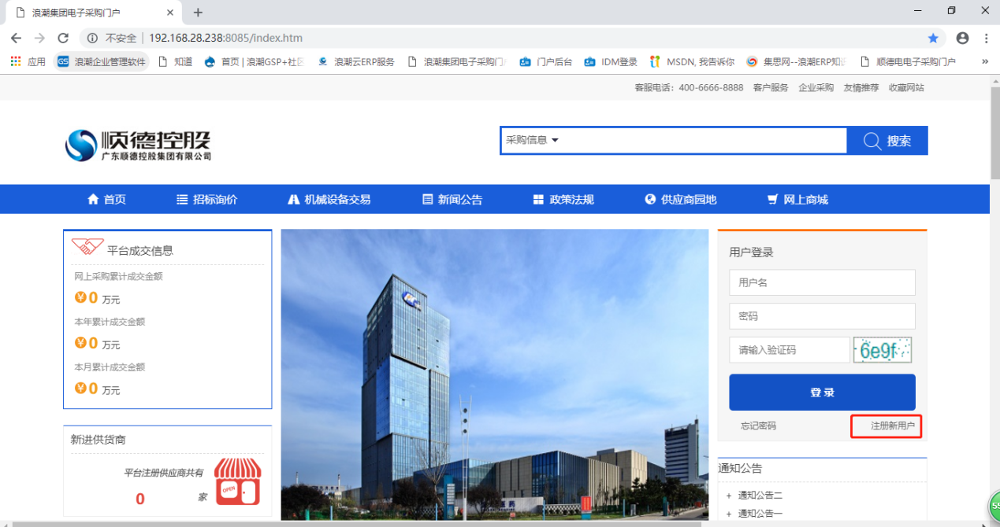 浪潮集团电子采购门户
不安全 192.168.28.238:8085/index.htm
应用 浪潮企业管理软件 知道 首页 | 浪潮GSP+社区 浪潮云ERP服务 浪潮集团电子采购门 门户后台 IDM登录 MSDN, 我告诉你 集思网--浪潮ERP知识 顺德电电子采购门户 »
客服电话：400-6666-8888 客户服务 企业采购 友情推荐 收藏网站
顺德控股
广东顺德控股集团有限公司
采购信息 搜索
首页 招标询价 机械设备交易 新闻公告 政策法规 供应商园地 网上商城
平台成交信息
网上采购累计成交金额
¥ 0 万元
本年累计成交金额
¥ 0 万元
本月累计成交金额
¥ 0 万元
新进供货商
平台注册供应商共有
0 家
OPEN
用户登录
用户名
密码
请输入验证码 6e9f
登 录
忘记密码 注册新用户
通知公告
+ 通知公告二
+ 通知公告一
55